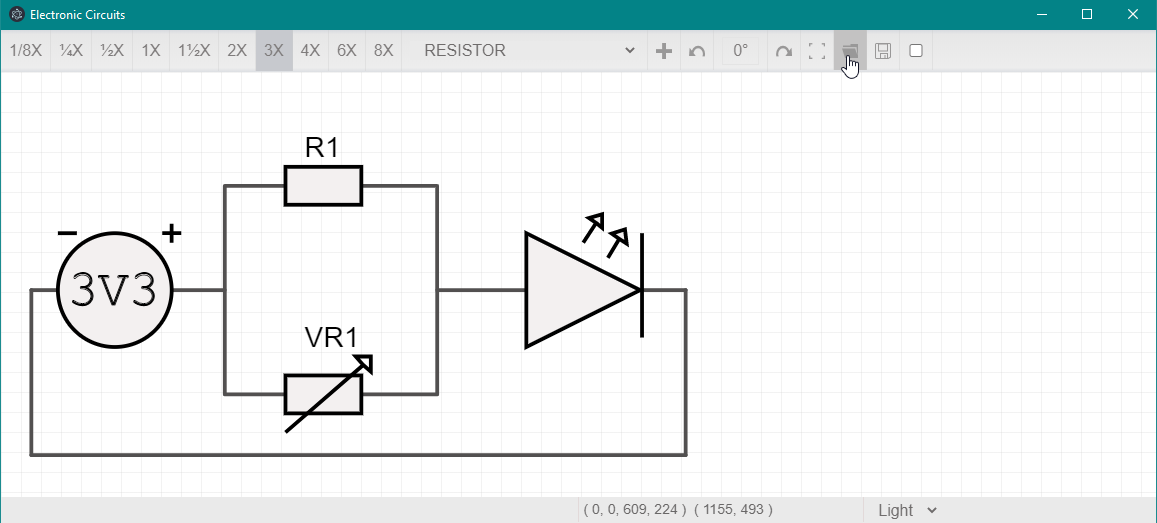 Electronic Circuits
1/8X ¼X ½X 1X 1½X 2X 3X 4X 6X 8X RESISTOR 0°
R1
− +
3V3
VR1
( 0, 0, 609, 224 ) ( 1155, 493 ) Light